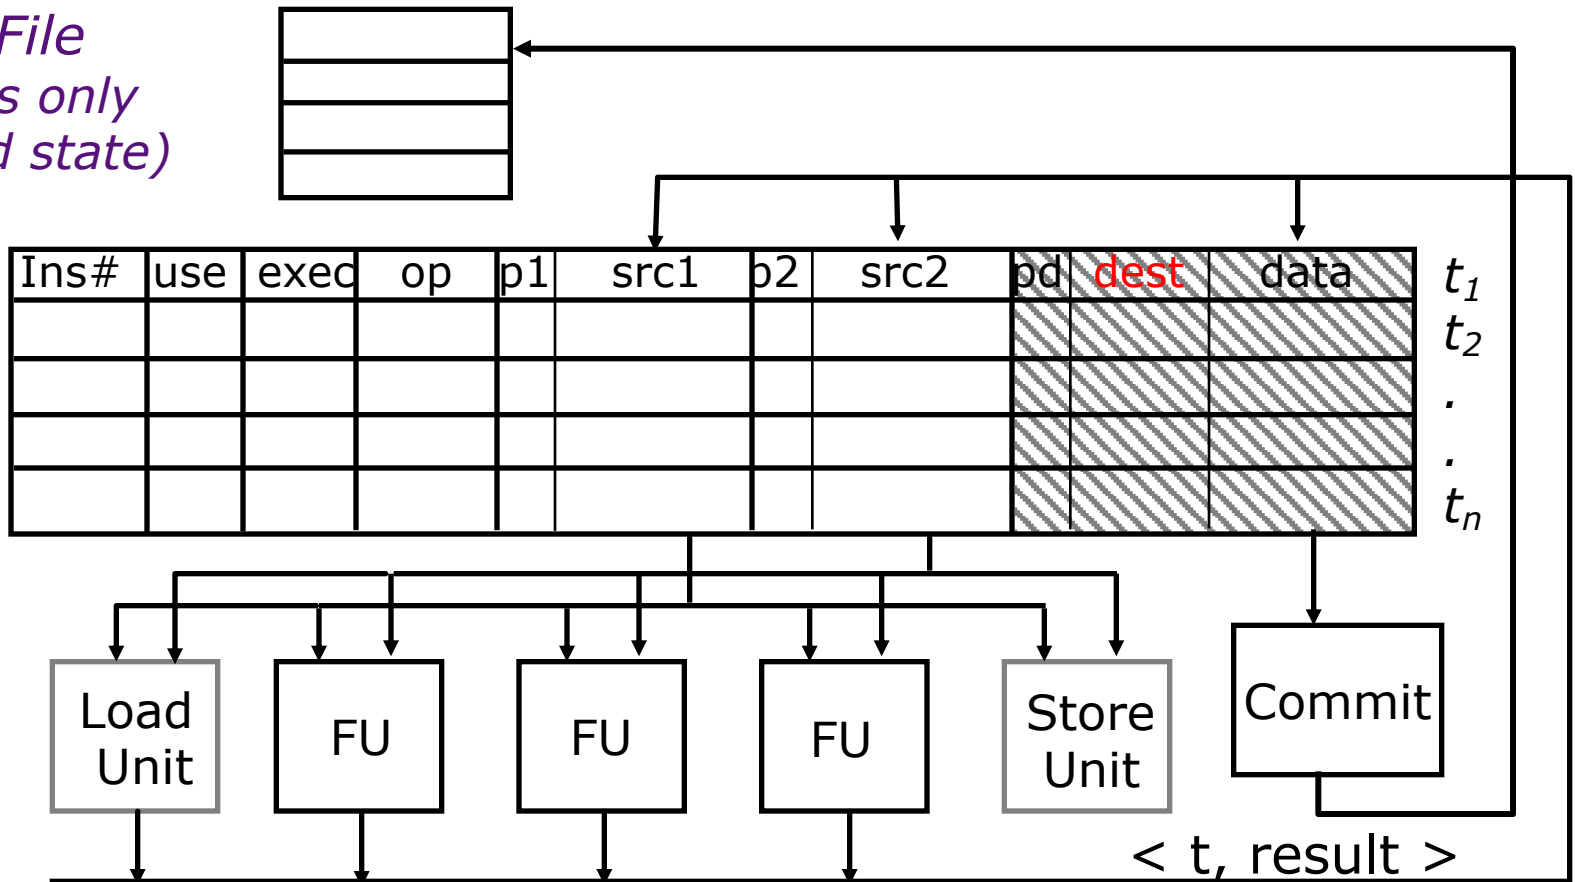 File
s only
d state)
Ins# use exec op p1 src1 p2 src2 pd dest data t1
t2
.
.
tn
Load Unit
FU
FU
FU
Store Unit
Commit
< t, result >